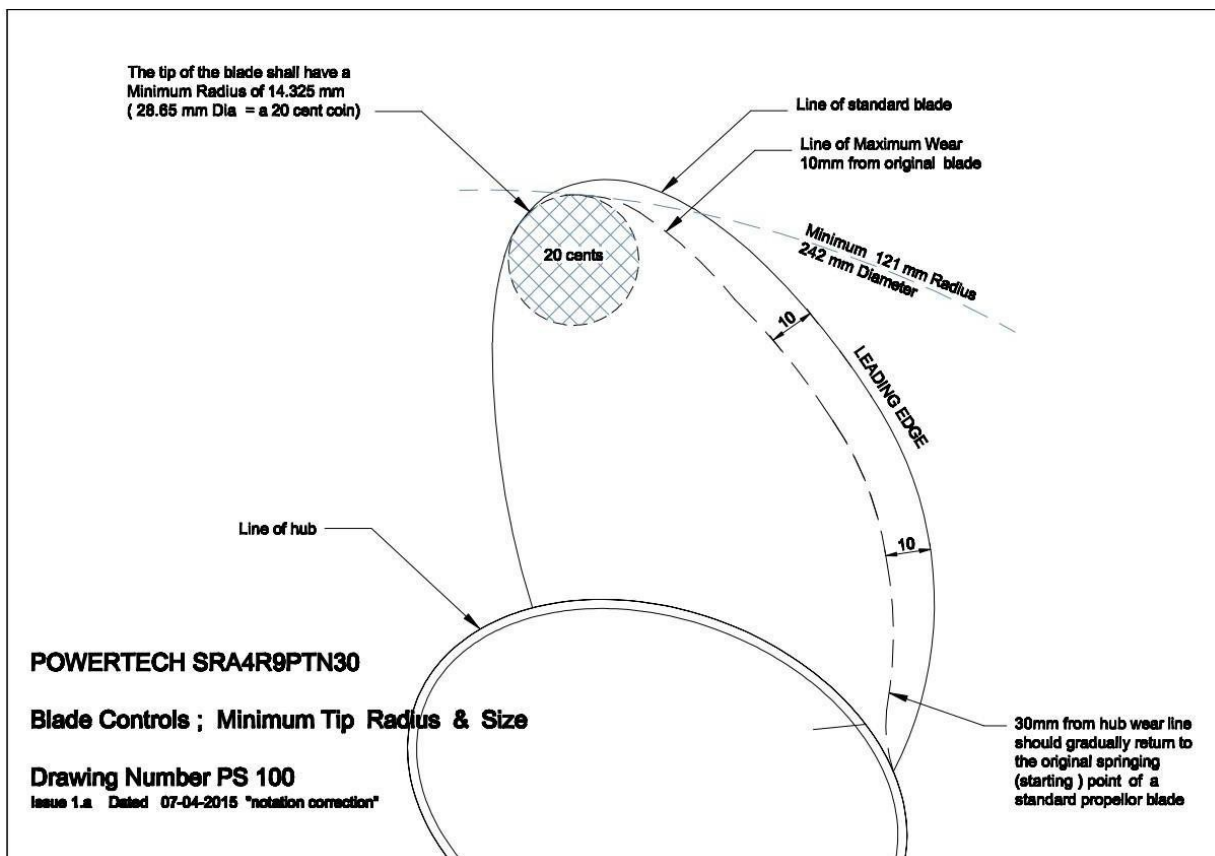 The tip of the blade shall have a
Minimum Radius of 14.325 mm
( 28.65 mm Dia  = a 20 cent coin)
Line of standard blade
Line of Maximum Wear
10mm from original  blade
20 cents
Minimum  121 mm Radius
242 mm Diameter
10
LEADING EDGE
10
Line of hub
POWERTECH SRA4R9PTN30
Blade Controls ;  Minimum Tip  Radius  &  Size
Drawing Number PS 100
Issue 1.a   Dated   07-04-2015  "notation correction"
30mm from hub wear line
should gradually return to
the original springing
(starting ) point  of  a
standard propellor blade